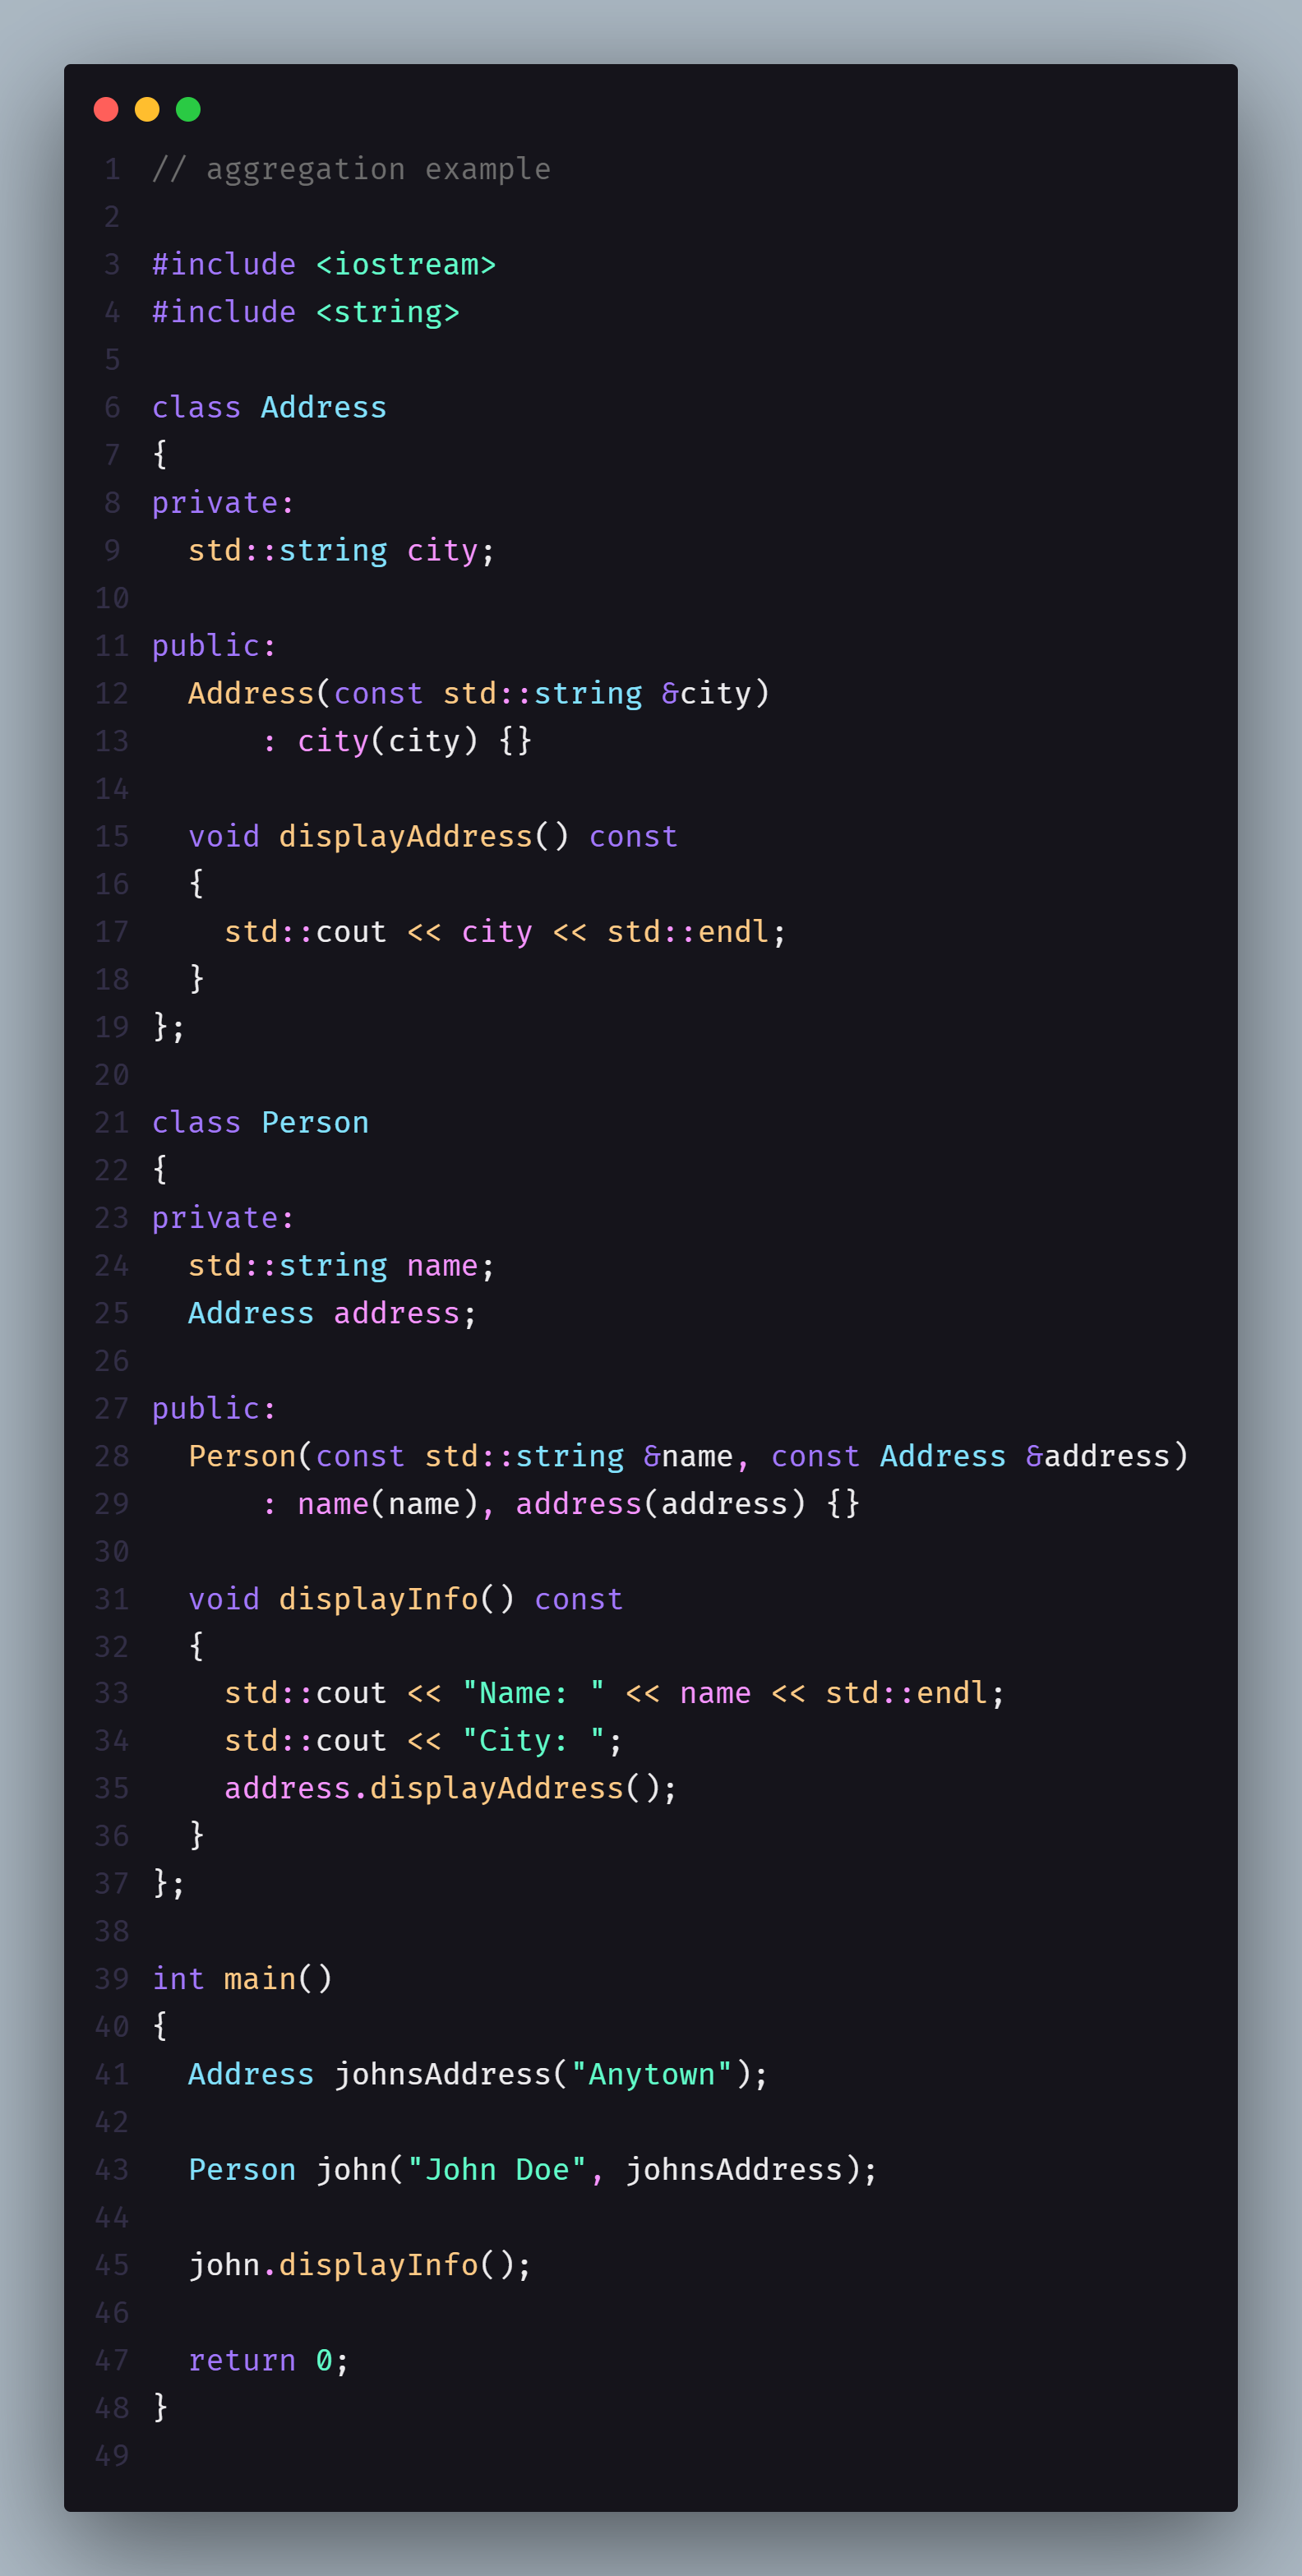 1 // aggregation example
2
3 #include <iostream>
4 #include <string>
5
6 class Address
7 {
8 private:
9   std::string city;
10
11 public:
12   Address(const std::string &city)
13       : city(city) {}
14
15   void displayAddress() const
16   {
17     std::cout << city << std::endl;
18   }
19 };
20
21 class Person
22 {
23 private:
24   std::string name;
25   Address address;
26
27 public:
28   Person(const std::string &name, const Address &address)
29       : name(name), address(address) {}
30
31   void displayInfo() const
32   {
33     std::cout << "Name: " << name << std::endl;
34     std::cout << "City: ";
35     address.displayAddress();
36   }
37 };
38
39 int main()
40 {
41   Address johnsAddress("Anytown");
42
43   Person john("John Doe", johnsAddress);
44
45   john.displayInfo();
46
47   return 0;
48 }
49